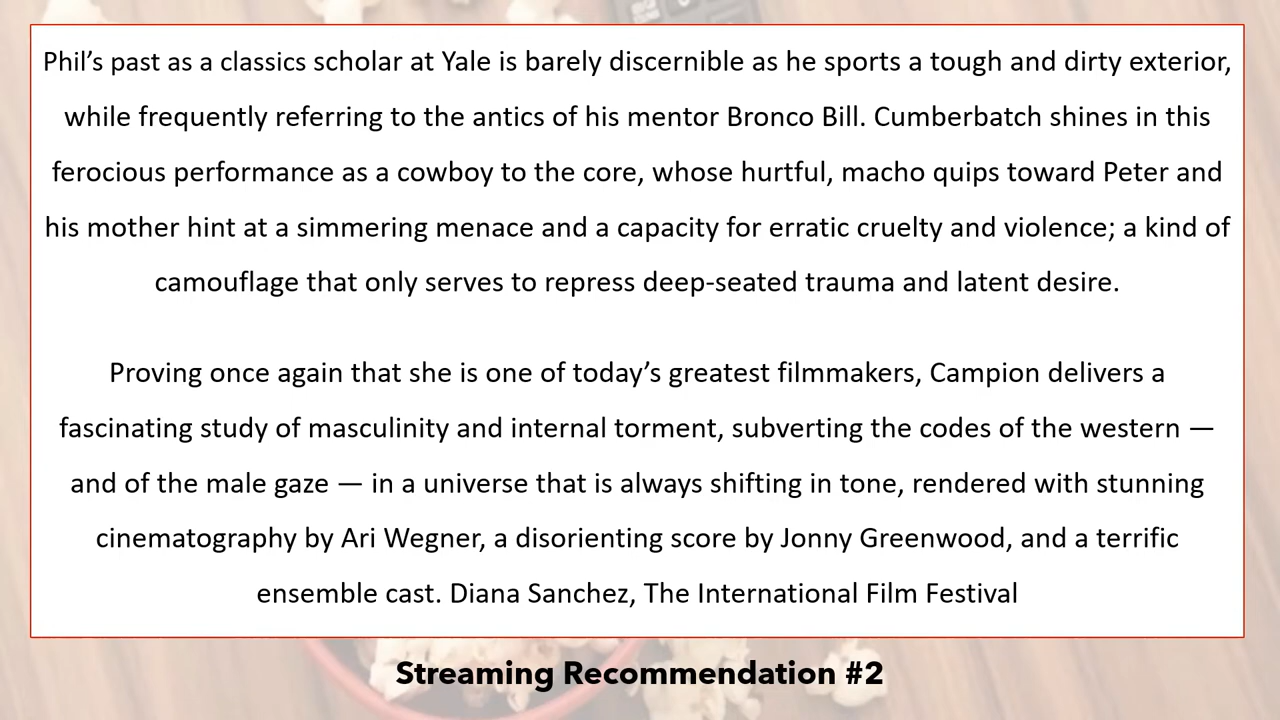 Phil’s past as a classics scholar at Yale is barely discernible as he sports a tough and dirty exterior,
while frequently referring to the antics of his mentor Bronco Bill. Cumberbatch shines in this
ferocious performance as a cowboy to the core, whose hurtful, macho quips toward Peter and
his mother hint at a simmering menace and a capacity for erratic cruelty and violence; a kind of
camouflage that only serves to repress deep-seated trauma and latent desire.
Proving once again that she is one of today’s greatest filmmakers, Campion delivers a
fascinating study of masculinity and internal torment, subverting the codes of the western —
and of the male gaze — in a universe that is always shifting in tone, rendered with stunning
cinematography by Ari Wegner, a disorienting score by Jonny Greenwood, and a terrific
ensemble cast. Diana Sanchez, The International Film Festival
Streaming Recommendation #2